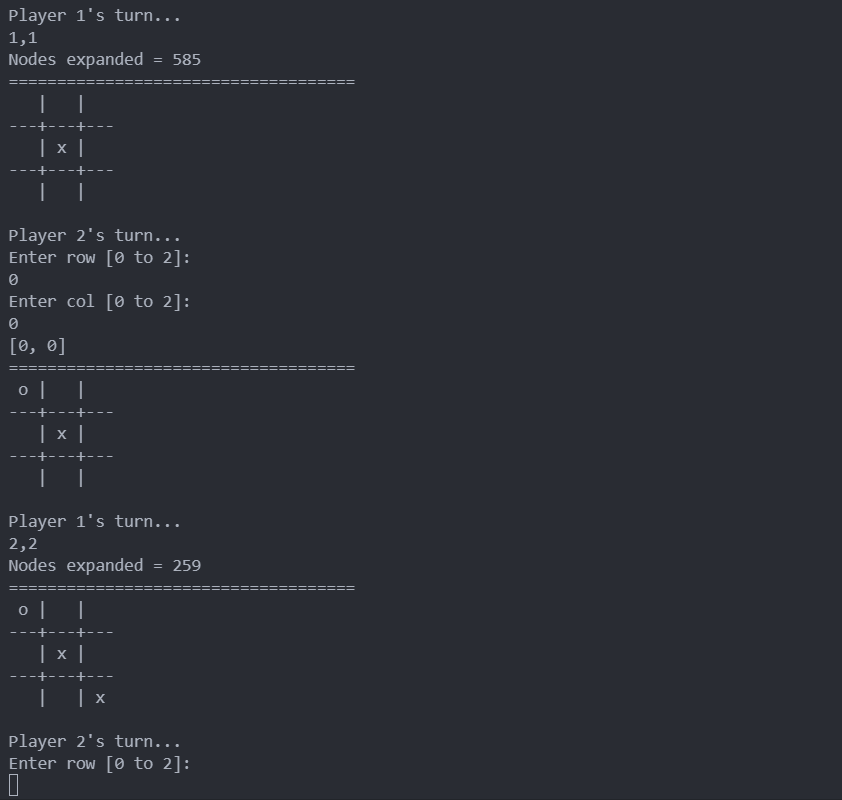 Player 1's turn...
1,1
Nodes expanded = 585
====================================
   |   |
---+---+---
   | x |
---+---+---
   |   |

Player 2's turn...
Enter row [0 to 2]:
0
Enter col [0 to 2]:
0
[0, 0]
====================================
 o |   |
---+---+---
   | x |
---+---+---
   |   |

Player 1's turn...
2,2
Nodes expanded = 259
====================================
 o |   |
---+---+---
   | x |
---+---+---
   |   | x

Player 2's turn...
Enter row [0 to 2]: